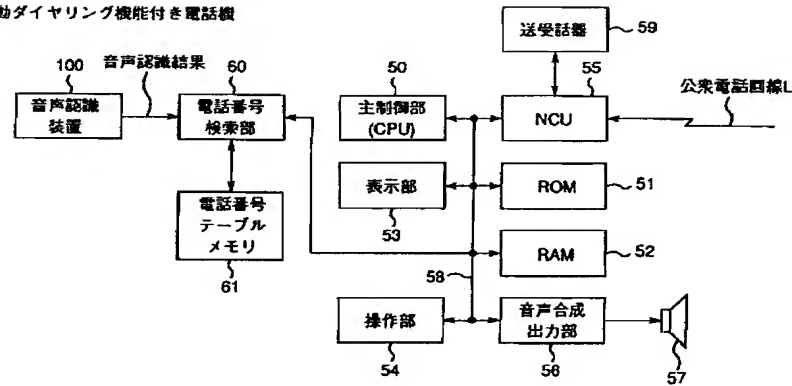 動ダイヤリング機能付き電話機
送受話器
59
100
音声認識結果
60
50
55
公衆電話回線L
音声認識
装置
電話番号
検索部
主制御部
(CPU)
NCU
電話番号
テーブル
メモリ
表示部
ROM
51
53
61
58
RAM
52
操作部
音声合成
出力部
54
56
57